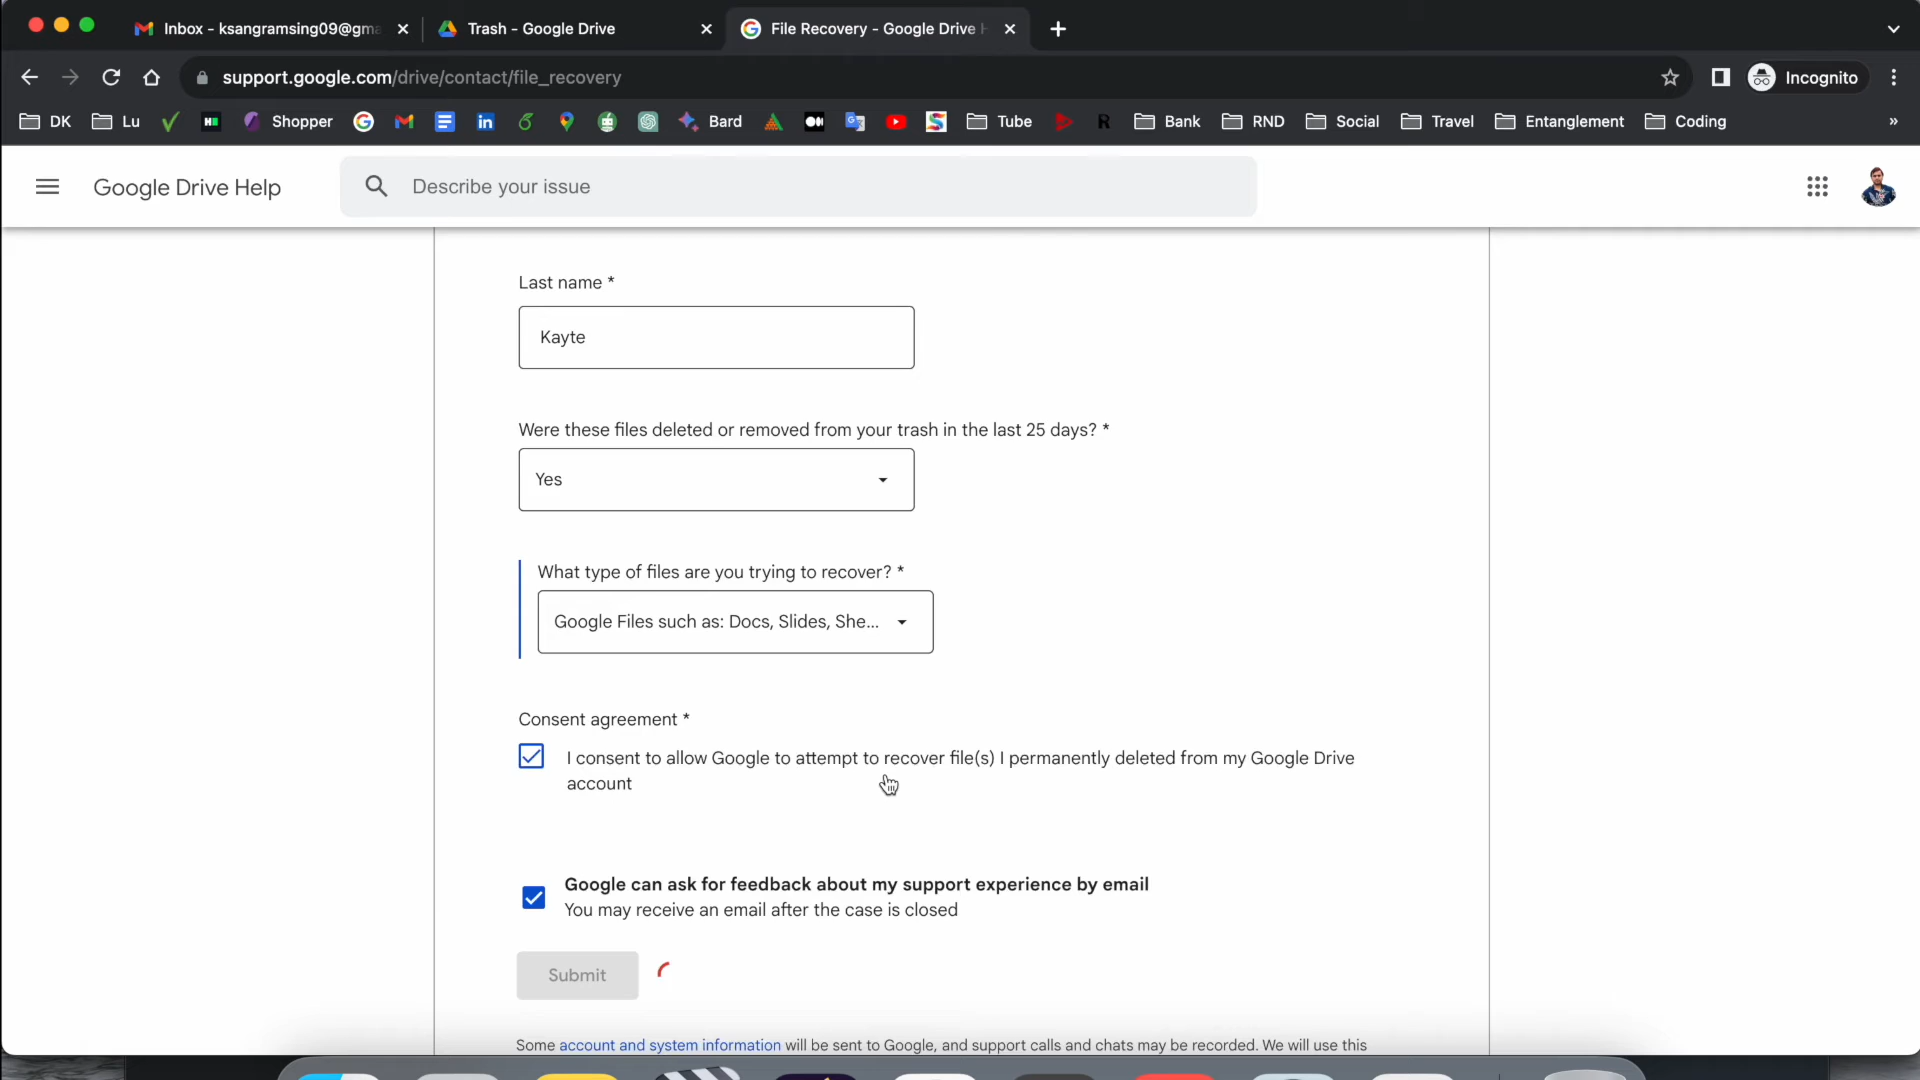 Inbox - ksangramsing09@gma
Trash - Google Drive
File Recovery - Google Drive H
support.google.com/drive/contact/file_recovery
Incognito
DK
Lu
Shopper
Bard
Tube
R
Bank
RND
Social
Travel
Entanglement
Coding
»
Google Drive Help
Describe your issue
Last name *
Kayte
Were these files deleted or removed from your trash in the last 25 days? *
Yes
What type of files are you trying to recover? *
Google Files such as: Docs, Slides, She...
Consent agreement *
I consent to allow Google to attempt to recover file(s) I permanently deleted from my Google Drive
account
Google can ask for feedback about my support experience by email
You may receive an email after the case is closed
Submit
Some account and system information will be sent to Google, and support calls and chats may be recorded. We will use this